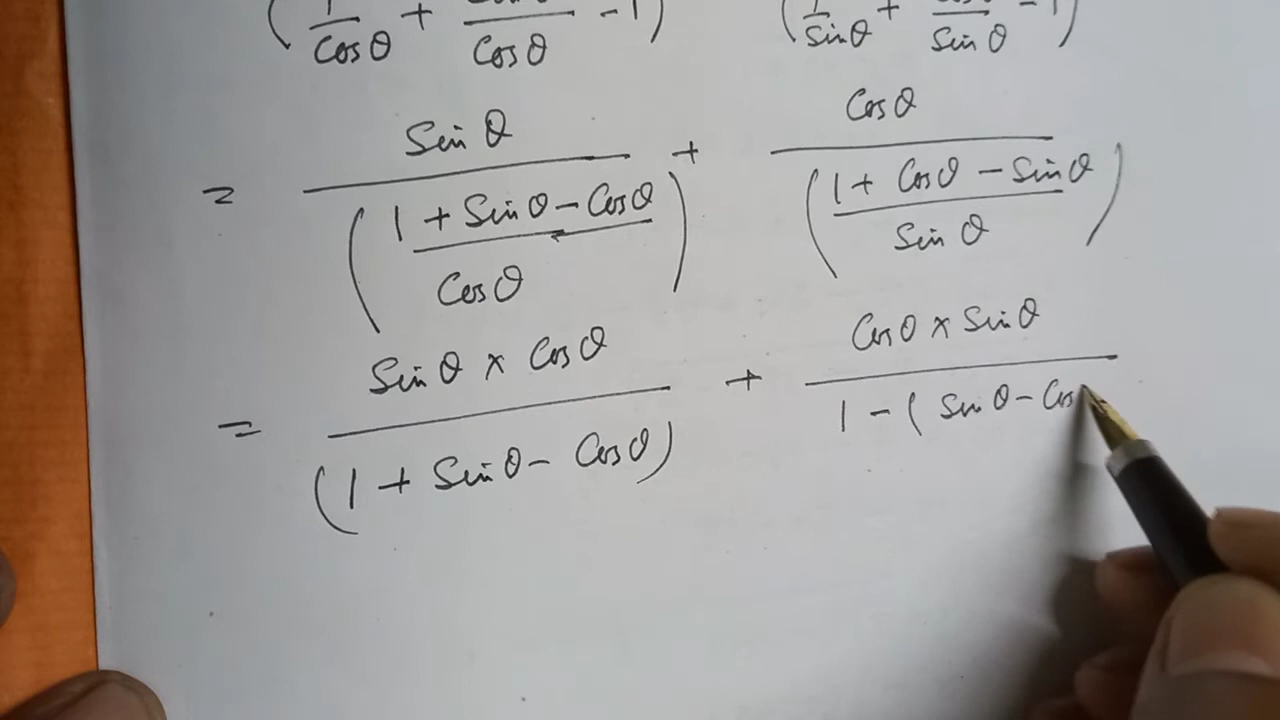 ( 1/Cosθ + /Cosθ - 1 ) ( 1/Sinθ + /Sinθ - 1 )
= Sinθ / ( (1 + Sinθ - Cosθ) / Cosθ ) + Cosθ / ( (1 + Cosθ - Sinθ) / Sinθ )
= Sinθ × Cosθ / (1 + Sinθ - Cosθ) + Cosθ × Sinθ / 1 - ( Sinθ - Cos